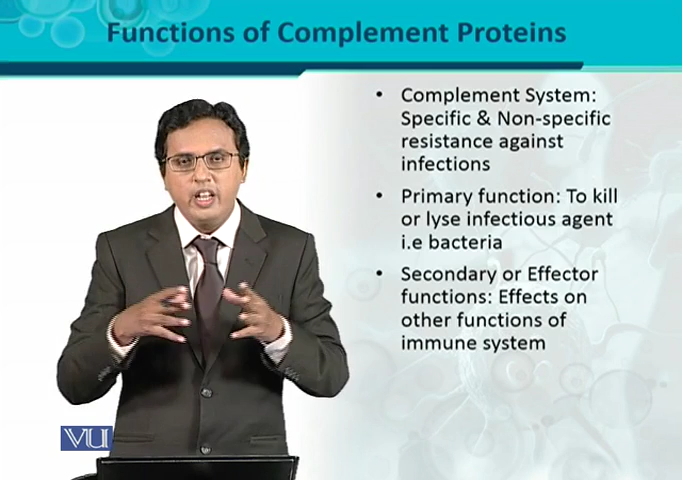 Functions of Complement Proteins
• Complement System:
Specific & Non-specific
resistance against
infections
• Primary function: To kill
or lyse infectious agent
i.e bacteria
• Secondary or Effector
functions: Effects on
other functions of
immune system
VU